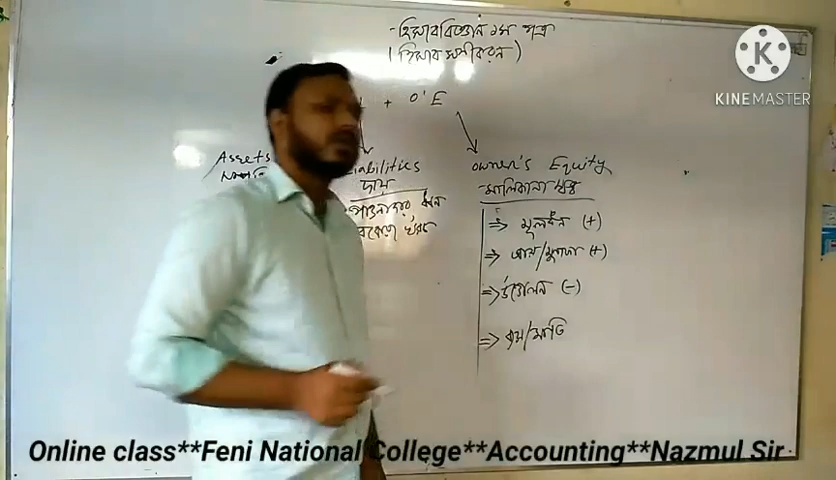 হিসাববিজ্ঞান ১ম পত্র
(হিসাব সমীকরণ)
KINEMASTER
+ O'E
Assets
iabilities
owner's Equity
দায়
মালিকানা স্বত্ব
⇒ মূলধন (+)
⇒ আয়/মুনাফা (+)
⇒ উত্তোলন (-)
⇒ ব্যয়/ক্ষতি
Online class**Feni National College**Accounting**Nazmul Sir